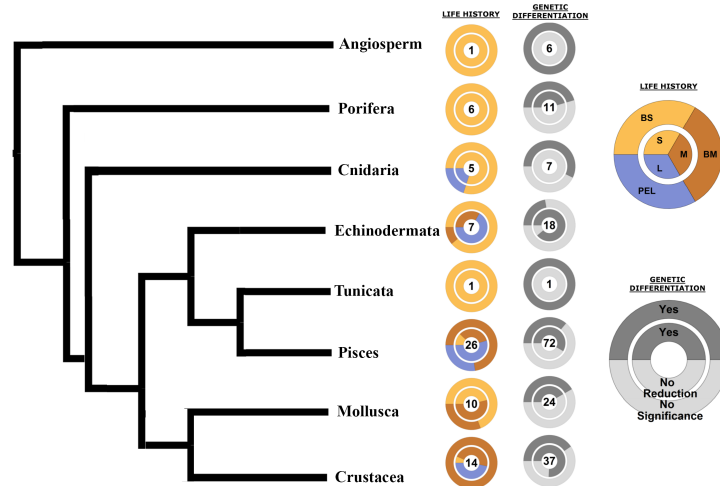 LIFE HISTORY
GENETIC
DIFFERENTIATION
Angiosperm 1 6
Porifera 6 11
Cnidaria 5 7
Echinodermata 7 18
Tunicata 1 1
Pisces 26 72
Mollusca 10 24
Crustacea 14 37
LIFE HISTORY
BS
S
M
BM
L
PEL
GENETIC
DIFFERENTIATION
Yes
Yes
No
Reduction
No
Significance